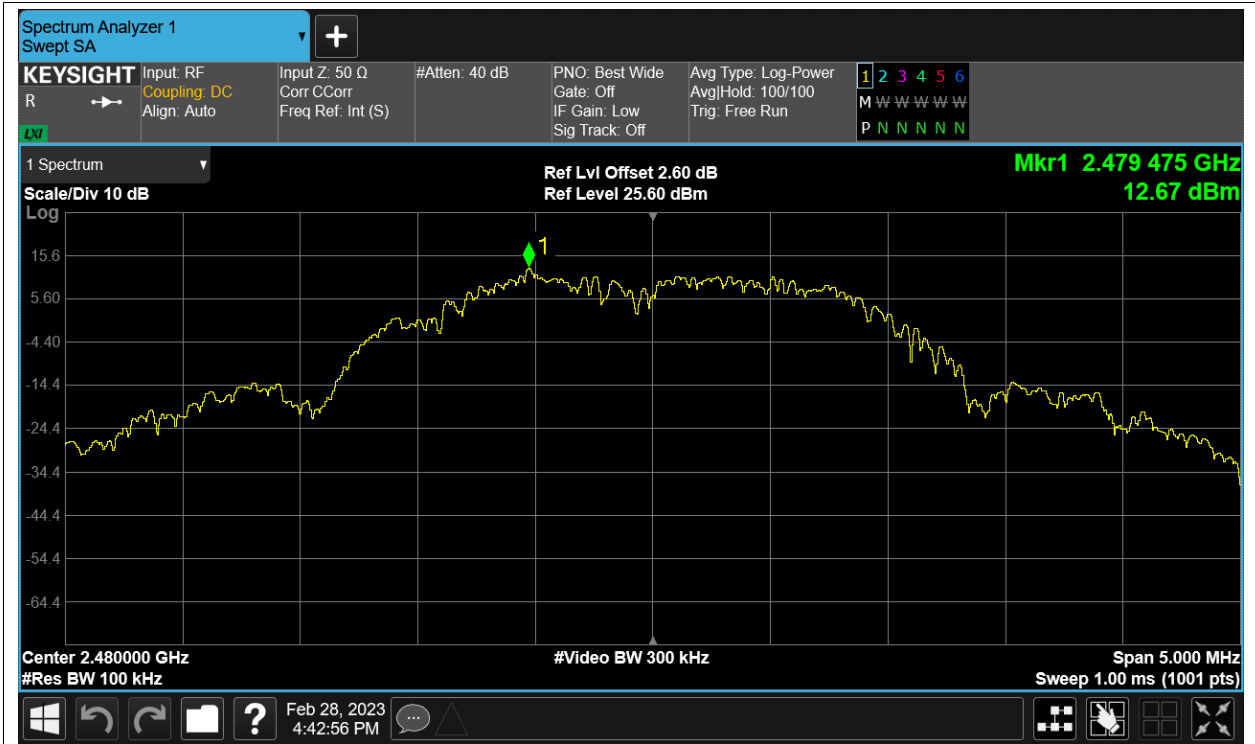 Spectrum Analyzer 1
Swept SA
▼
+
KEYSIGHT
R
LXI
Input: RF
Coupling: DC
Align: Auto
Input Z: 50 Ω
Corr CCorr
Freq Ref: Int (S)
#Atten: 40 dB
PNO: Best Wide
Gate: Off
IF Gain: Low
Sig Track: Off
Avg Type: Log-Power
Avg|Hold: 100/100
Trig: Free Run
1 2 3 4 5 6
M W W W W W
P N N N N N
1 Spectrum
▼
Scale/Div 10 dB
Log
Ref Lvl Offset 2.60 dB
Ref Level 25.60 dBm
Mkr1 2.479 475 GHz
12.67 dBm
1
15.6
5.60
-4.40
-14.4
-24.4
-34.4
-44.4
-54.4
-64.4
Center 2.480000 GHz
#Res BW 100 kHz
#Video BW 300 kHz
Span 5.000 MHz
Sweep 1.00 ms (1001 pts)
?
Feb 28, 2023
4:42:56 PM